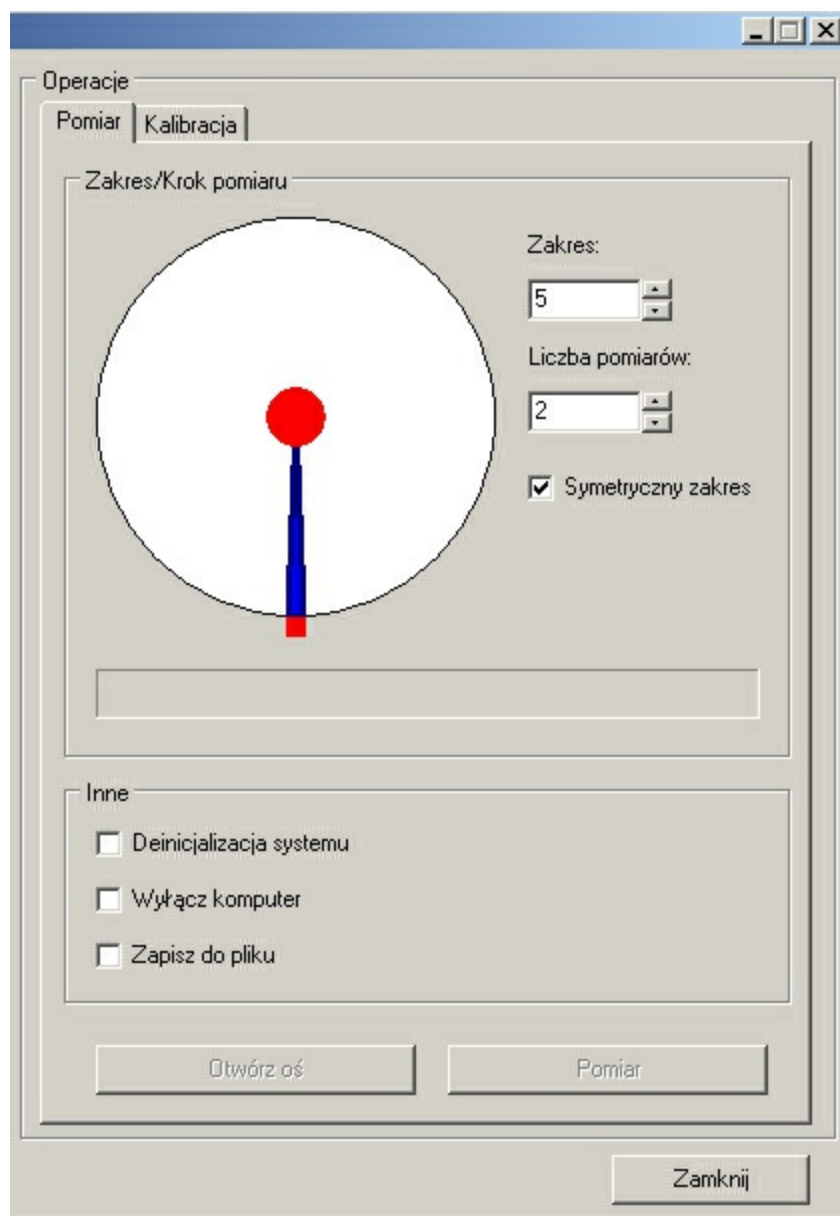 Operacje
Pomiar
Kalibracja
Zakres/Krok pomiaru
Zakres:
5
Liczba pomiarów:
2
Symetryczny zakres
Inne
Deinicjalizacja systemu
Wyłącz komputer
Zapisz do pliku
Otwórz oś
Pomiar
Zamknij